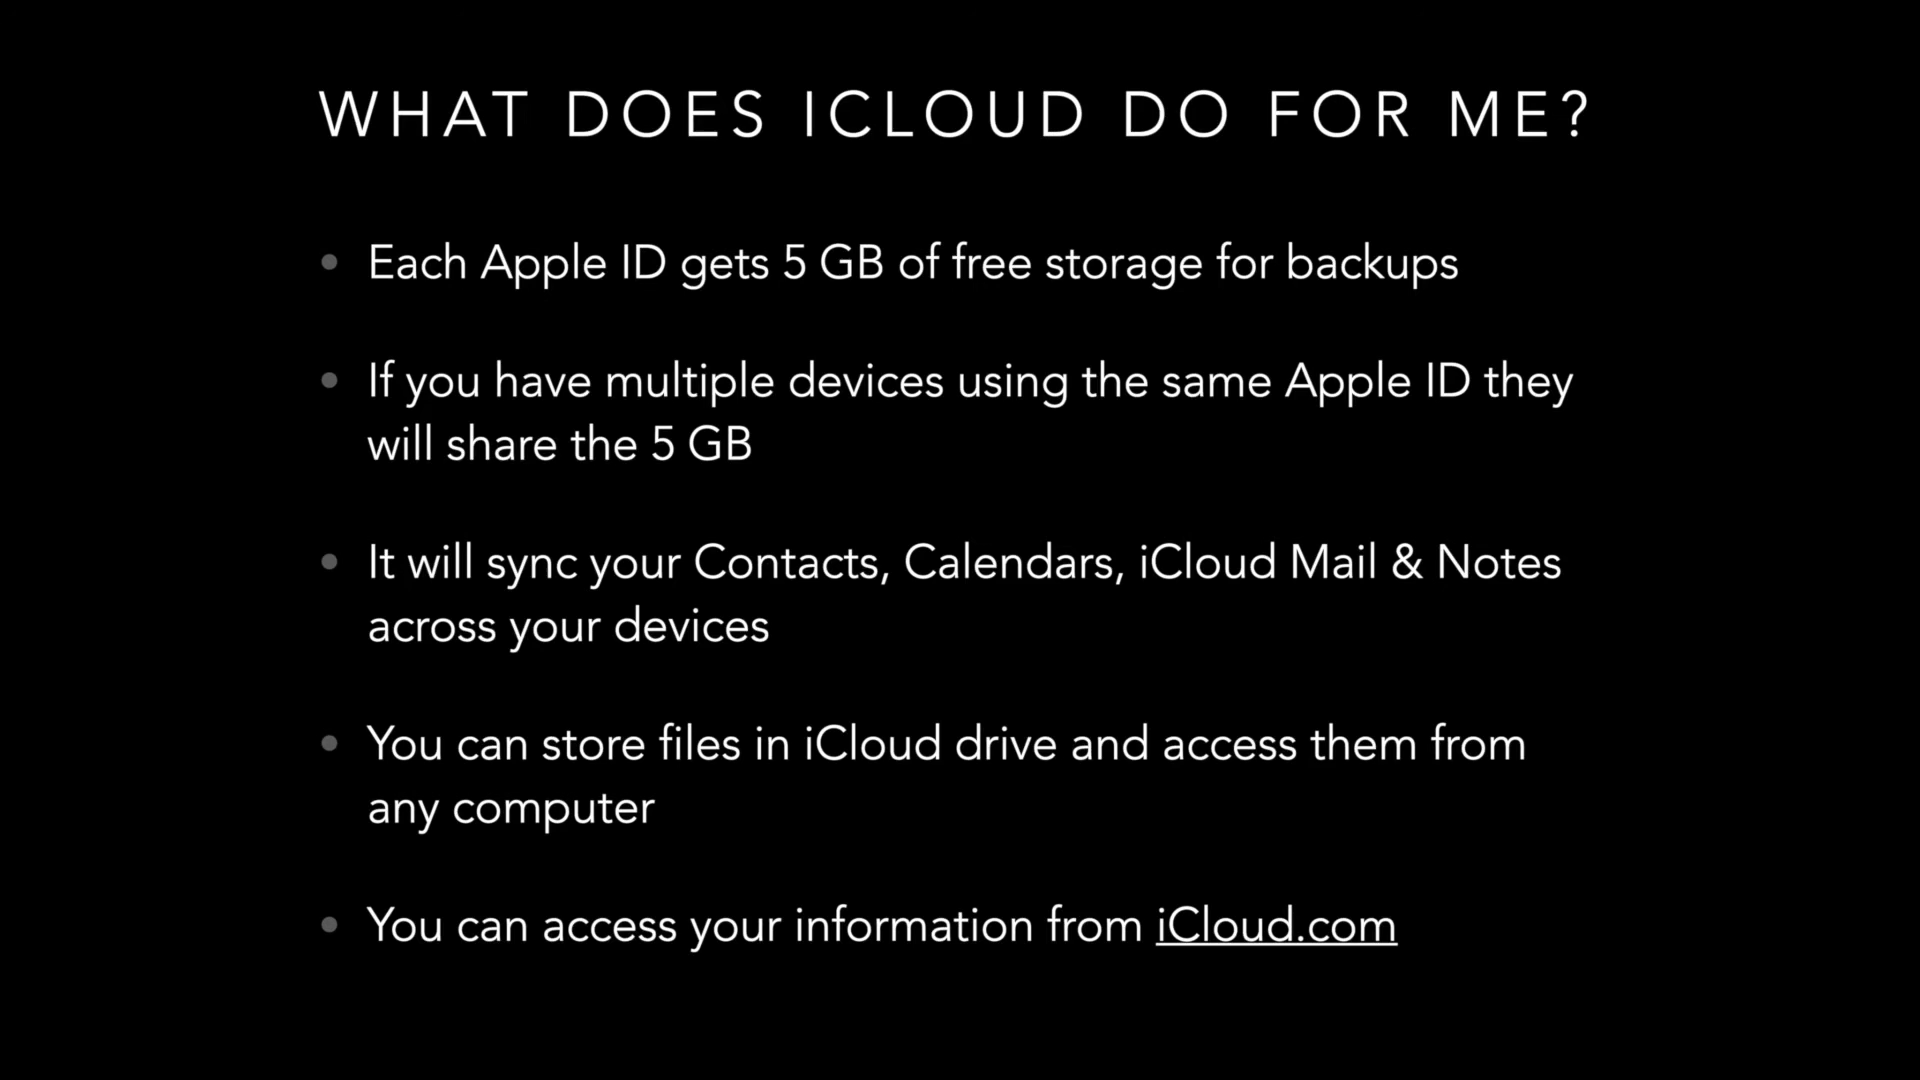 WHAT DOES ICLOUD DO FOR ME?
• Each Apple ID gets 5 GB of free storage for backups
• If you have multiple devices using the same Apple ID they
will share the 5 GB
• It will sync your Contacts, Calendars, iCloud Mail & Notes
across your devices
• You can store files in iCloud drive and access them from
any computer
• You can access your information from iCloud.com